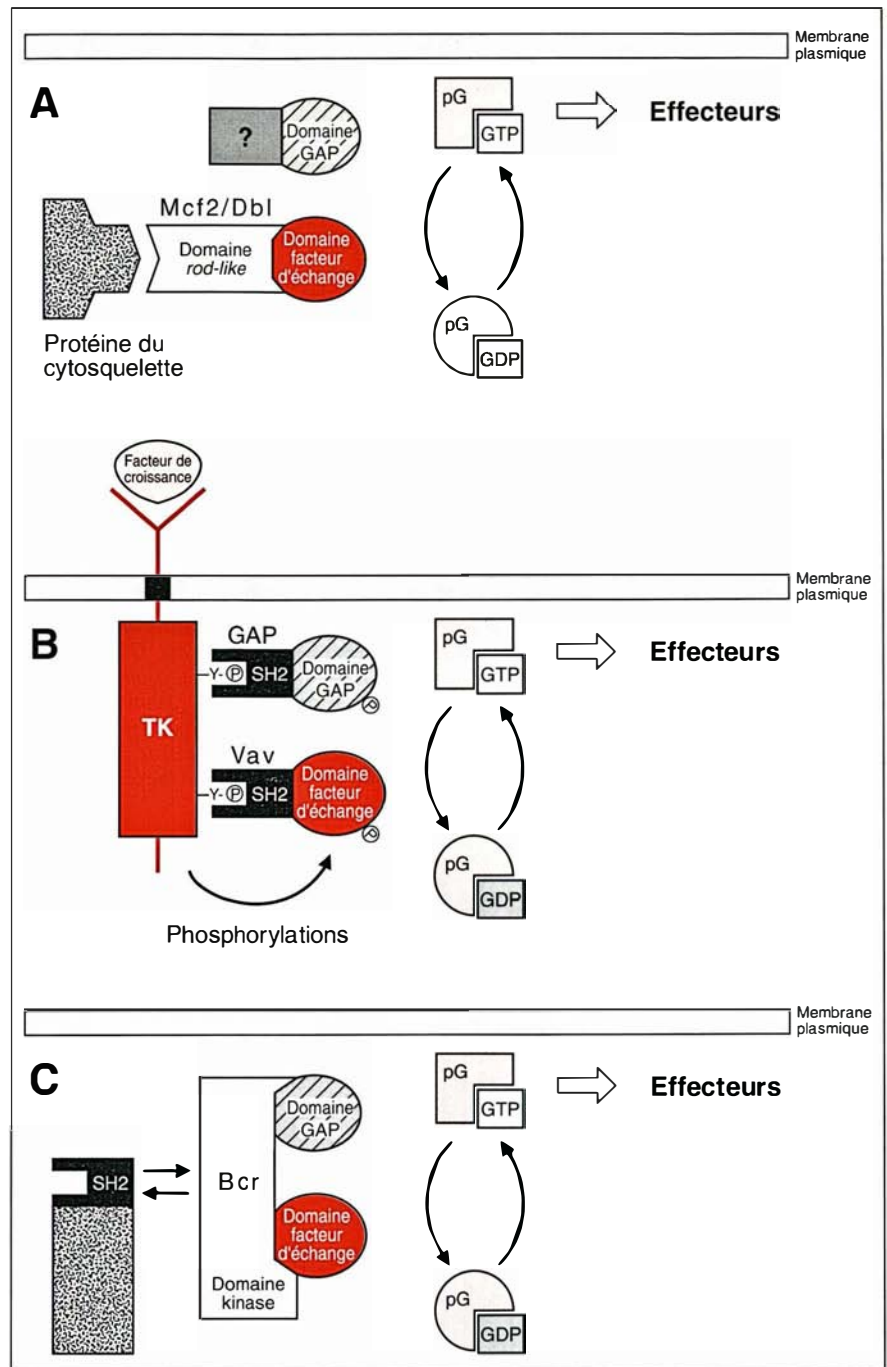 Membrane
plasmique
A
pG
GTP
Effecteurs
?
Domaine
GAP
Mcf2/Dbl
Domaine
rod-like
Domaine
facteur
d'échange
Protéine du
cytosquelette
pG
GDP
Facteur de
croissance
Membrane
plasmique
B
TK
GAP
Y-P
SH2
Domaine
GAP
P
Vav
Y-P
SH2
Domaine
facteur
d'échange
P
Phosphorylations
pG
GTP
Effecteurs
pG
GDP
Membrane
plasmique
C
SH2
Bcr
Domaine
kinase
Domaine
GAP
Domaine
facteur
d'échange
pG
GTP
Effecteurs
pG
GDP